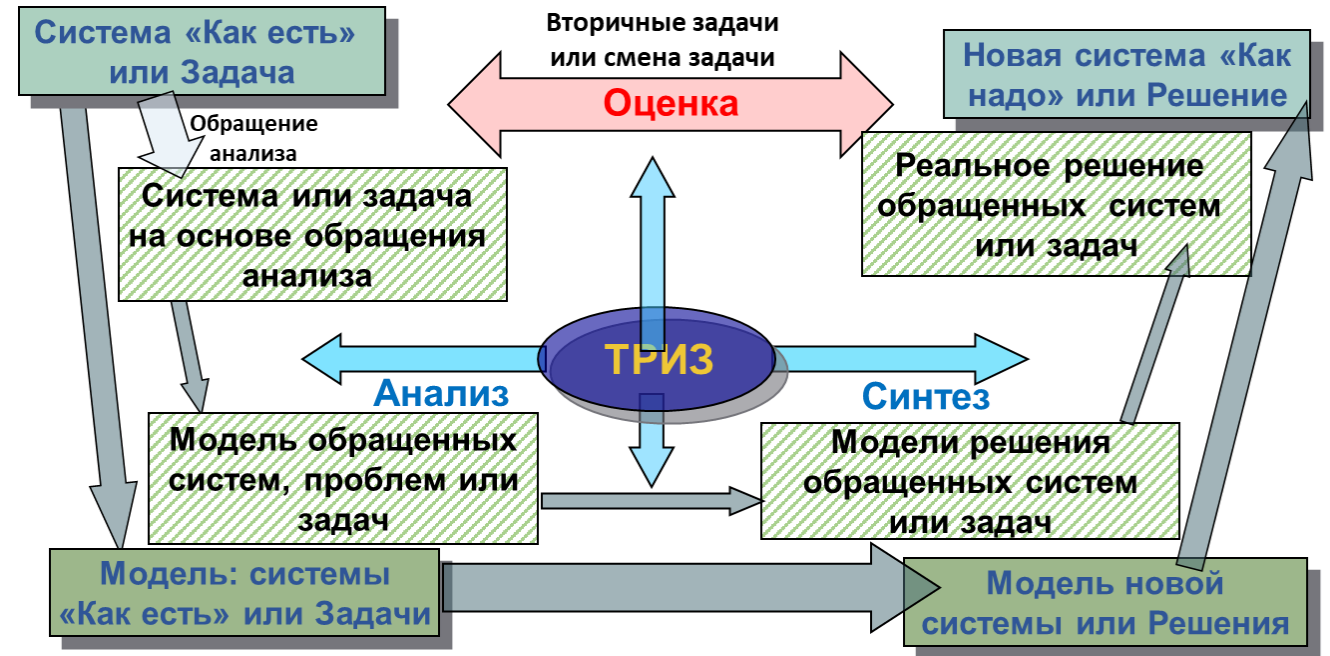 Система «Как есть»
или Задача
Вторичные задачи
или смена задачи
Оценка
Новая система «Как
надо» или Решение
Обращение
анализа
Система или задача
на основе обращения
анализа
Реальное решение
обращенных систем
или задач
ТРИЗ
Анализ
Синтез
Модель обращенных
систем, проблем или
задач
Модели решения
обращенных систем
или задач
Модель: системы
«Как есть» или Задачи
Модель новой
системы или Решения